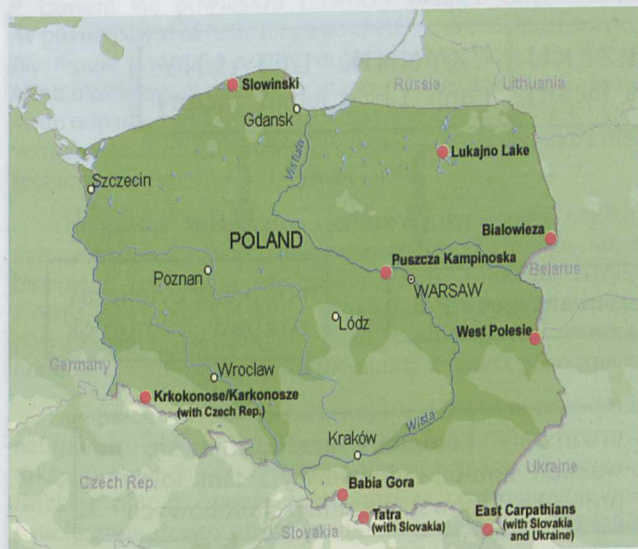 Russia
Lithuania
Slowinski
Gdansk
Vistula
Lukajno Lake
Szczecin
Bialowieza
POLAND
Puszcza Kampinoska
Belarus
Poznan
WARSAW
Łódz
West Polesie
Germany
Wroclaw
Krkokonose/Karkonosze
(with Czech Rep.)
Wisła
Kraków
Ukraine
Czech Rep.
Babia Gora
Tatra
(with Slovakia)
Slovakia
East Carpathians
(with Slovakia
and Ukraine)